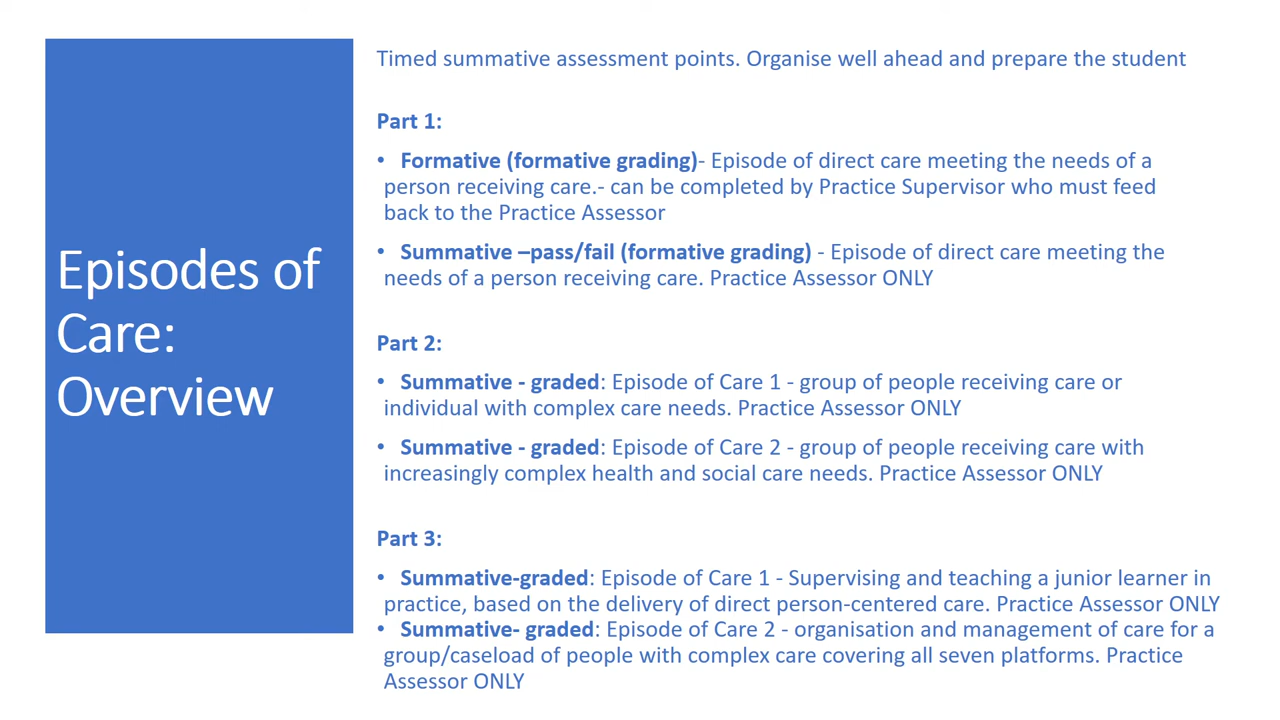 Episodes of
Care:
Overview
Timed summative assessment points. Organise well ahead and prepare the student
Part 1:
• Formative (formative grading)- Episode of direct care meeting the needs of a
person receiving care.- can be completed by Practice Supervisor who must feed
back to the Practice Assessor
• Summative –pass/fail (formative grading) - Episode of direct care meeting the
needs of a person receiving care. Practice Assessor ONLY
Part 2:
• Summative - graded: Episode of Care 1 - group of people receiving care or
individual with complex care needs. Practice Assessor ONLY
• Summative - graded: Episode of Care 2 - group of people receiving care with
increasingly complex health and social care needs. Practice Assessor ONLY
Part 3:
• Summative-graded: Episode of Care 1 - Supervising and teaching a junior learner in
practice, based on the delivery of direct person-centered care. Practice Assessor ONLY
• Summative- graded: Episode of Care 2 - organisation and management of care for a
group/caseload of people with complex care covering all seven platforms. Practice
Assessor ONLY